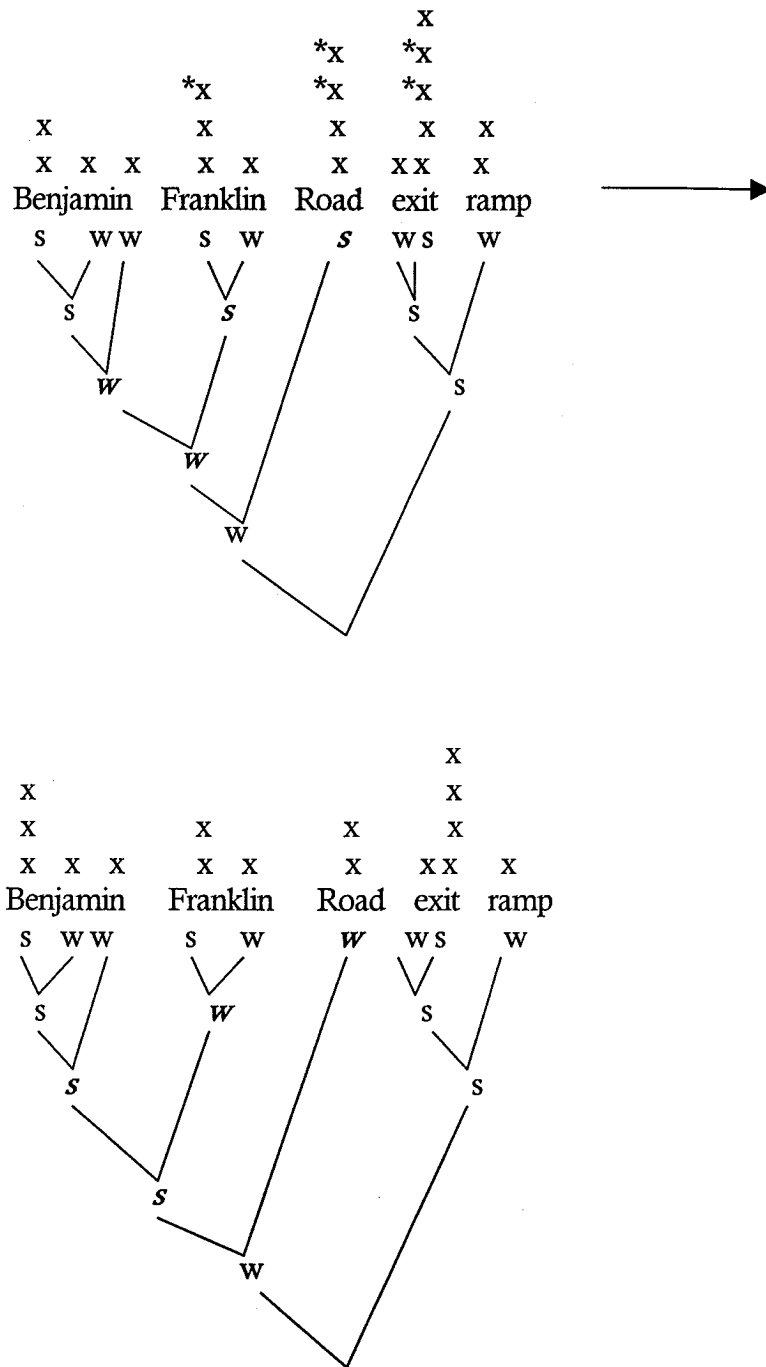 x
*x *x
*x *x *x
x x x x x
x x x x x x x x x
Benjamin Franklin Road exit ramp
s w w s w s w s w
s s s
w s
w
w
x
x x
x x x x
x x x x x x x x x
Benjamin Franklin Road exit ramp
s w w s w w w s w
s w s
s s
s
w